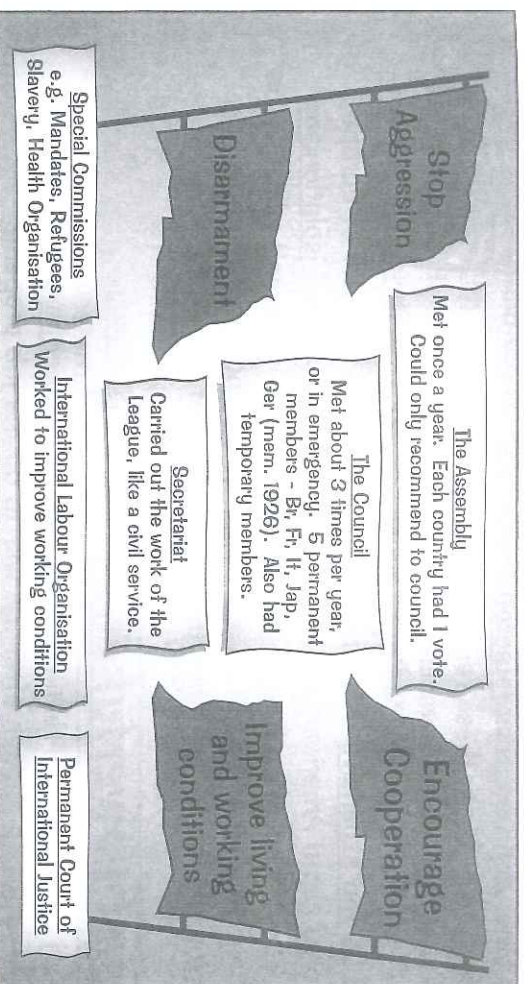 Stop
Aggression
Disarmament
The Assembly
Met once a year. Each country had 1 vote.
Could only recommend to council.
The Council
Met about 3 times per year,
or in emergency. 5 permanent
members - Br, Fr, It, Jap,
Ger (mem. 1926). Also had
temporary members.
Secretariat
Carried out the work of the
League, like a civil service.
Encourage
Cooperation
Improve living
and working
conditions
Special Commissions
e.g. Mandates, Refugees,
Slavery, Health Organisation
International Labour Organisation
Worked to improve working conditions
Permanent Court of
International Justice